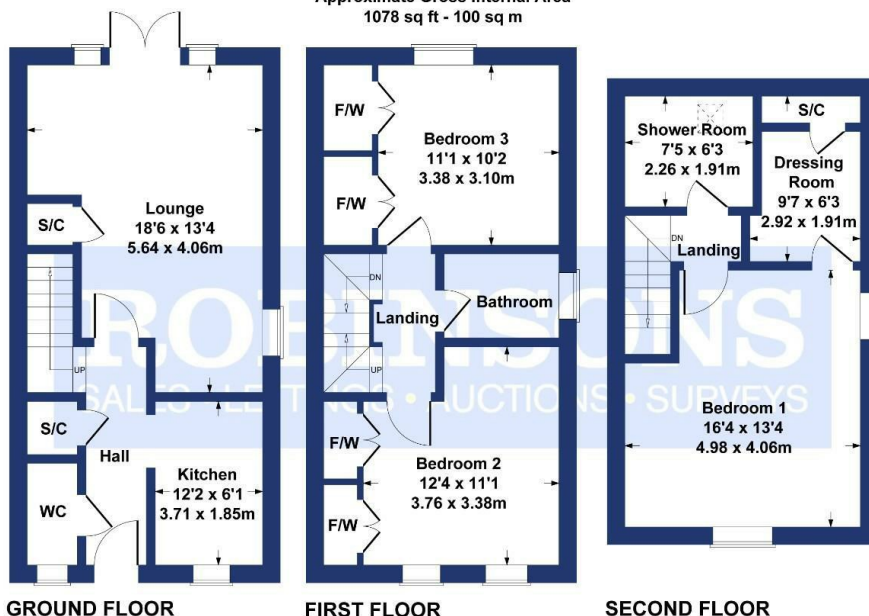 Approximate Gross Internal Area
1078 sq ft - 100 sq m
Lounge
18'6 x 13'4
5.64 x 4.06m
S/C
UP
S/C
Hall
WC
Kitchen
12'2 x 6'1
3.71 x 1.85m
GROUND FLOOR
F/W
F/W
Bedroom 3
11'1 x 10'2
3.38 x 3.10m
DN
Landing
UP
Bathroom
F/W
F/W
Bedroom 2
12'4 x 11'1
3.76 x 3.38m
FIRST FLOOR
Shower Room
7'5 x 6'3
2.26 x 1.91m
S/C
Dressing
Room
9'7 x 6'3
2.92 x 1.91m
DN
Landing
Bedroom 1
16'4 x 13'4
4.98 x 4.06m
SECOND FLOOR
ROBINSONS
SALES • LETTINGS • AUCTIONS • SURVEYS